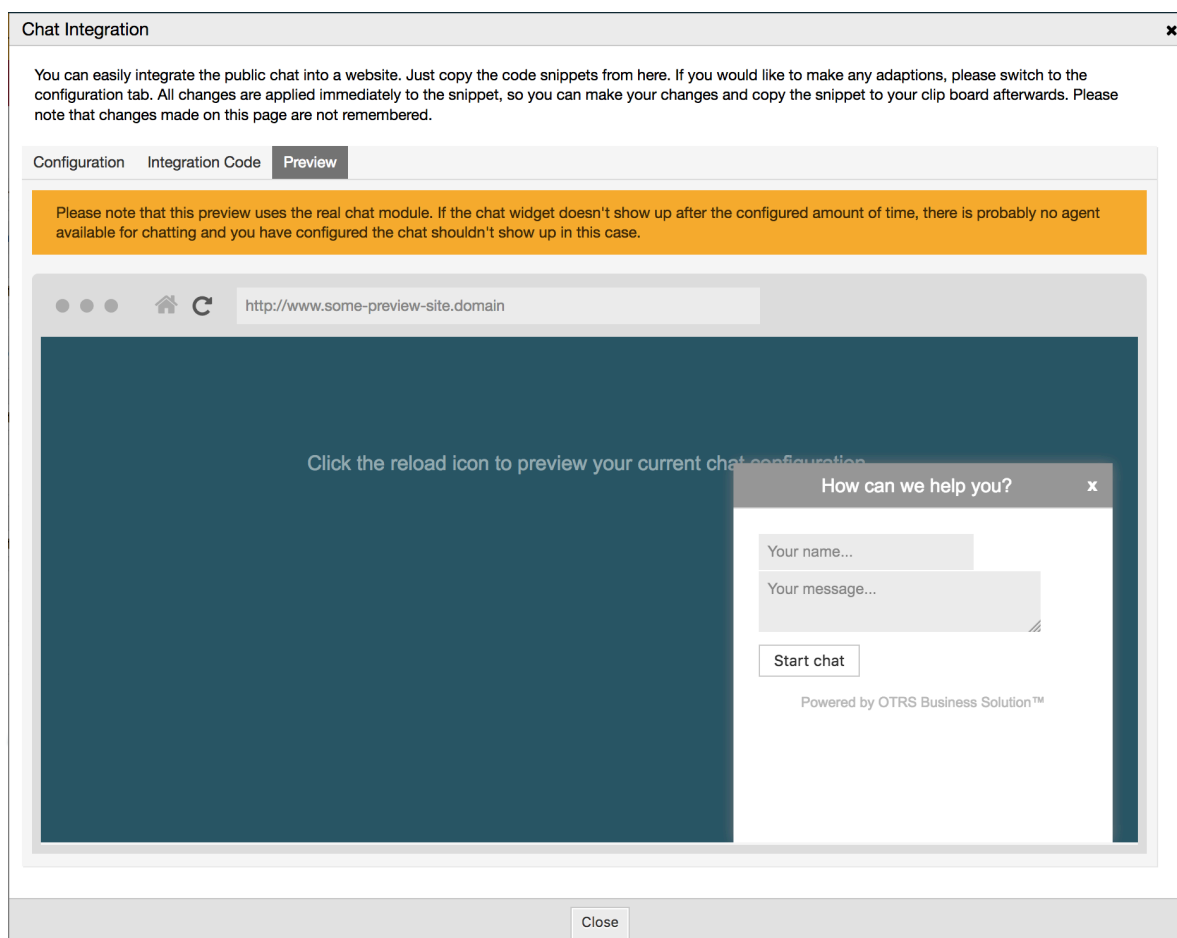 Chat Integration
You can easily integrate the public chat into a website. Just copy the code snippets from here. If you would like to make any adaptions, please switch to the
configuration tab. All changes are applied immediately to the snippet, so you can make your changes and copy the snippet to your clip board afterwards. Please
note that changes made on this page are not remembered.
Configuration Integration Code Preview
Please note that this preview uses the real chat module. If the chat widget doesn't show up after the configured amount of time, there is probably no agent
available for chatting and you have configured the chat shouldn't show up in this case.
http://www.some-preview-site.domain
Click the reload icon to preview your current chat configuration
How can we help you? x
Your name...
Your message...
Start chat
Powered by OTRS Business Solution™
Close